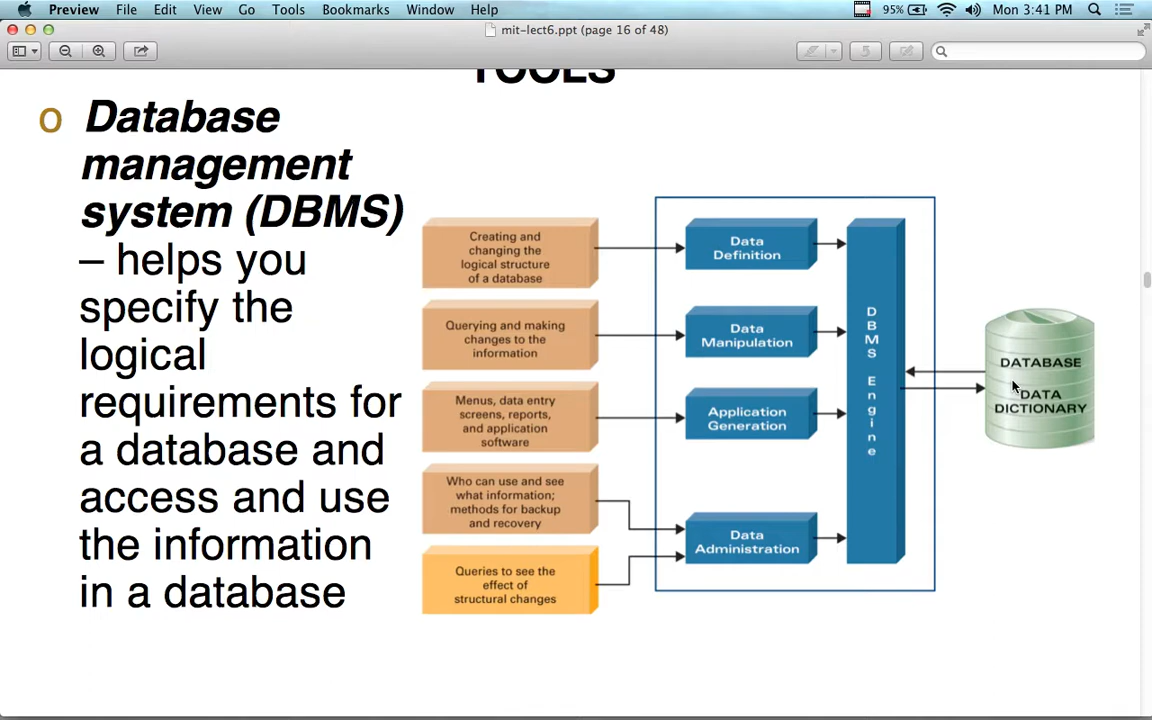 Preview File Edit View Go Tools Bookmarks Window Help 95% Mon 3:41 PM
mit-lect6.ppt (page 16 of 48)
TOOLS
o Database
management
system (DBMS)
– helps you
specify the
logical
requirements for
a database and
access and use
the information
in a database
Creating and
changing the
logical structure
of a database
Querying and making
changes to the
information
Menus, data entry
screens, reports,
and application
software
Who can use and see
what information;
methods for backup
and recovery
Queries to see the
effect of
structural changes
Data
Definition
Data
Manipulation
Application
Generation
Data
Administration
DBMS Engine
DATABASE
DATA
DICTIONARY